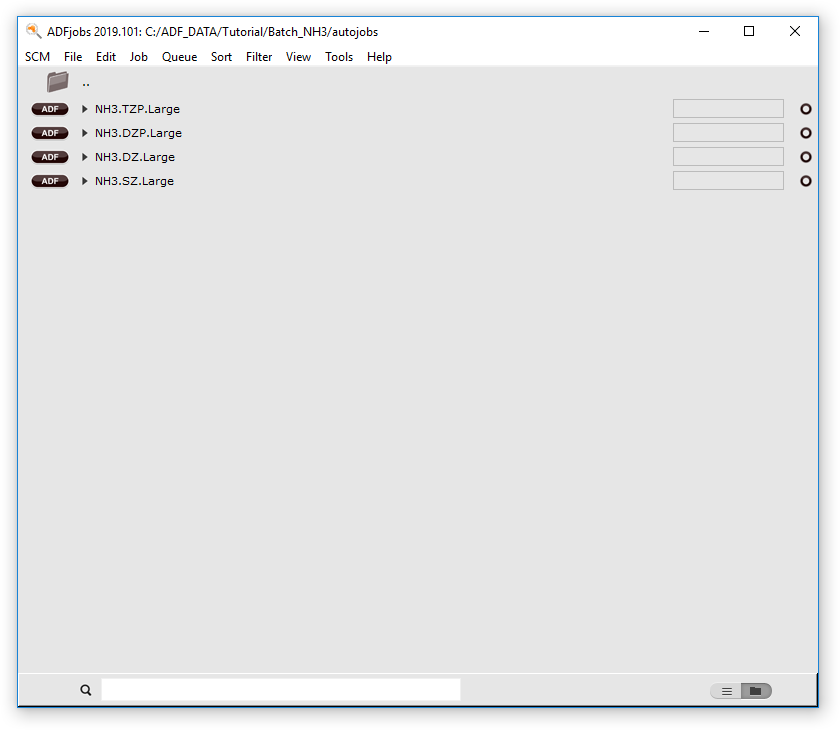 ADFjobs 2019.101: C:/ADF_DATA/Tutorial/Batch_NH3/autojobs
SCM File Edit Job Queue Sort Filter View Tools Help
..
ADF NH3.TZP.Large
ADF NH3.DZP.Large
ADF NH3.DZ.Large
ADF NH3.SZ.Large